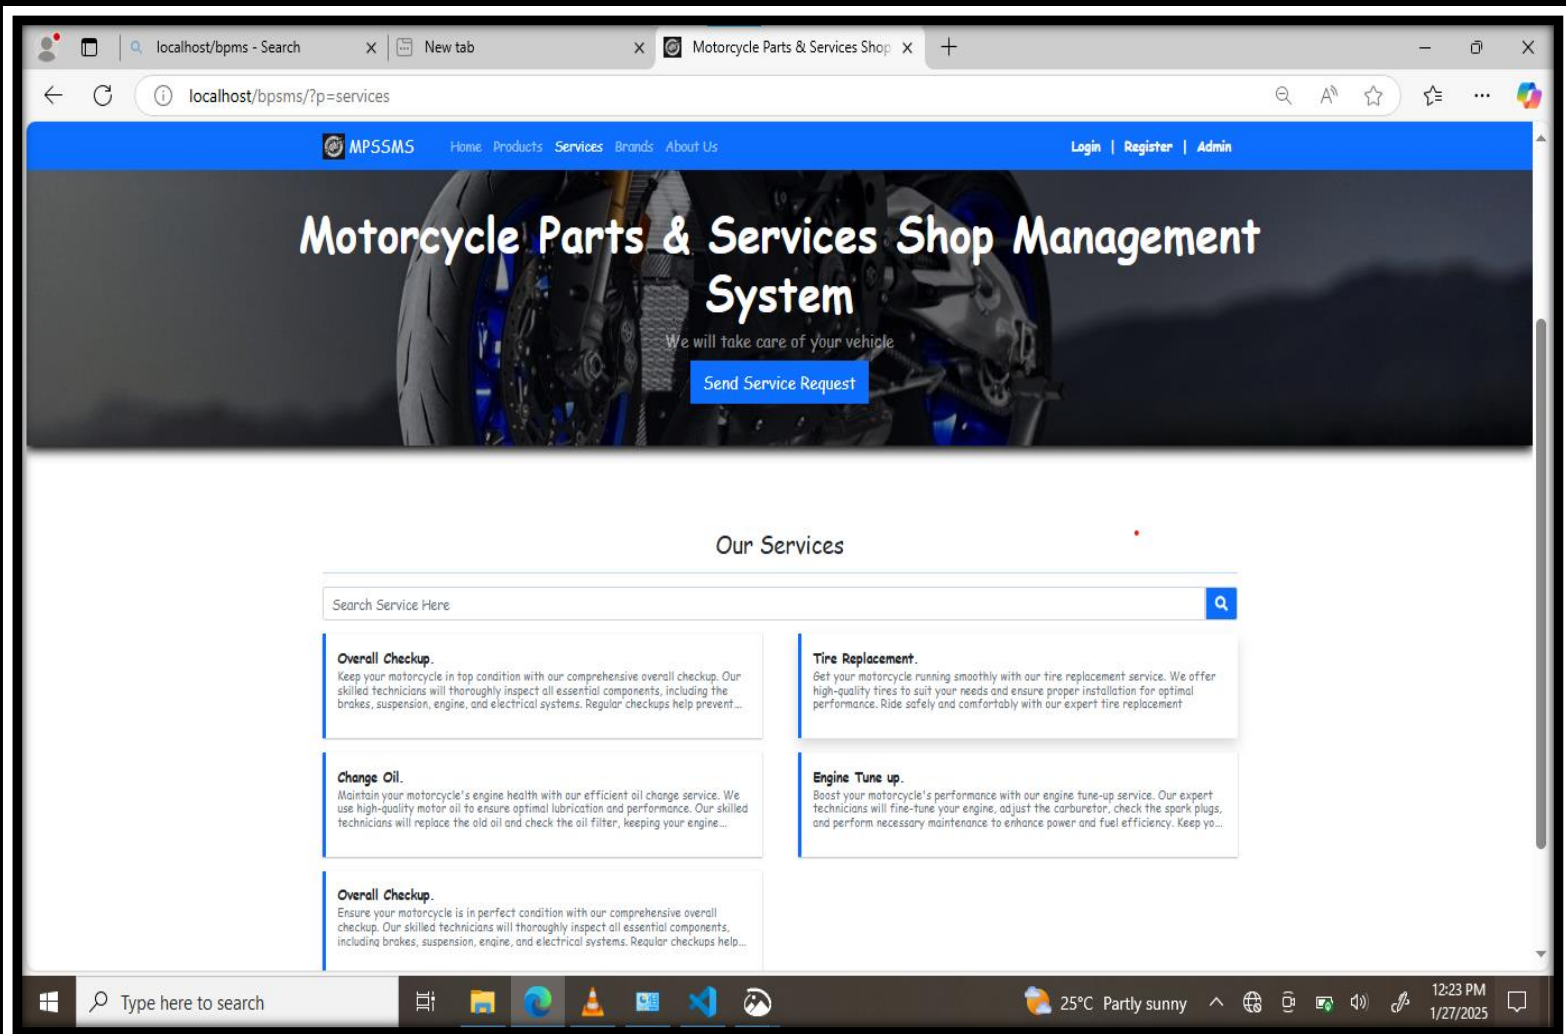 localhost/bpms - Search
New tab
Motorcycle Parts & Services Shop
localhost/bpsms/?p=services
MPSSMS Home Products Services Brands About Us Login | Register | Admin
Motorcycle Parts & Services Shop Management
System
We will take care of your vehicle
Send Service Request
Our Services
Search Service Here
Overall Checkup.
Keep your motorcycle in top condition with our comprehensive overall checkup. Our
skilled technicians will thoroughly inspect all essential components, including the
brakes, suspension, engine, and electrical systems. Regular checkups help prevent...
Tire Replacement.
Get your motorcycle running smoothly with our tire replacement service. We offer
high-quality tires to suit your needs and ensure proper installation for optimal
performance. Ride safely and comfortably with our expert tire replacement
Change Oil.
Maintain your motorcycle's engine health with our efficient oil change service. We
use high-quality motor oil to ensure optimal lubrication and performance. Our skilled
technicians will replace the old oil and check the oil filter, keeping your engine...
Engine Tune up.
Boost your motorcycle's performance with our engine tune-up service. Our expert
technicians will fine-tune your engine, adjust the carburetor, check the spark plugs,
and perform necessary maintenance to enhance power and fuel efficiency. Keep yo...
Overall Checkup.
Ensure your motorcycle is in perfect condition with our comprehensive overall
checkup. Our skilled technicians will thoroughly inspect all essential components,
including brakes, suspension, engine, and electrical systems. Regular checkups help...
Type here to search
25°C Partly sunny
12:23 PM
1/27/2025